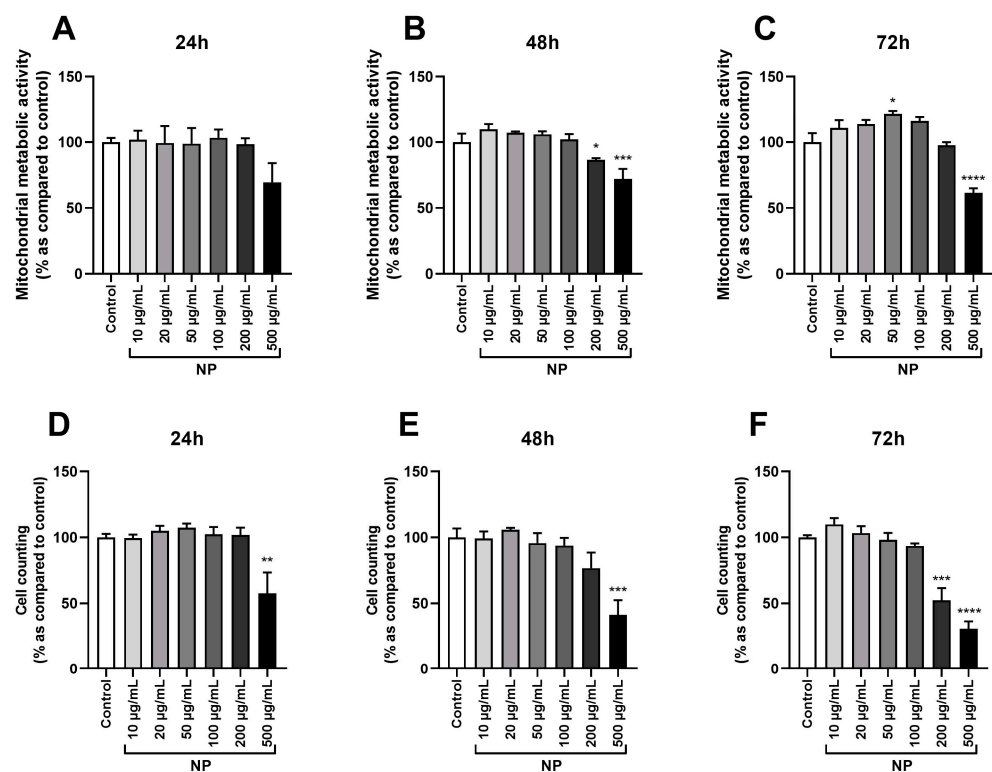 A
24h
Mitochondrial metabolic activity
(% as compared to control)
150
100
50
0
Control
10 µg/mL
20 µg/mL
50 µg/mL
100 µg/mL
200 µg/mL
500 µg/mL
NP
B
48h
Mitochondrial metabolic activity
(% as compared to control)
150
100
50
0
*
***
Control
10 µg/mL
20 µg/mL
50 µg/mL
100 µg/mL
200 µg/mL
500 µg/mL
NP
C
72h
Mitochondrial metabolic activity
(% as compared to control)
150
100
50
0
*
****
Control
10 µg/mL
20 µg/mL
50 µg/mL
100 µg/mL
200 µg/mL
500 µg/mL
NP
D
24h
Cell counting
(% as compared to control)
150
100
50
0
**
Control
10 µg/mL
20 µg/mL
50 µg/mL
100 µg/mL
200 µg/mL
500 µg/mL
NP
E
48h
Cell counting
(% as compared to control)
150
100
50
0
***
Control
10 µg/mL
20 µg/mL
50 µg/mL
100 µg/mL
200 µg/mL
500 µg/mL
NP
F
72h
Cell counting
(% as compared to control)
150
100
50
0
***
****
Control
10 µg/mL
20 µg/mL
50 µg/mL
100 µg/mL
200 µg/mL
500 µg/mL
NP